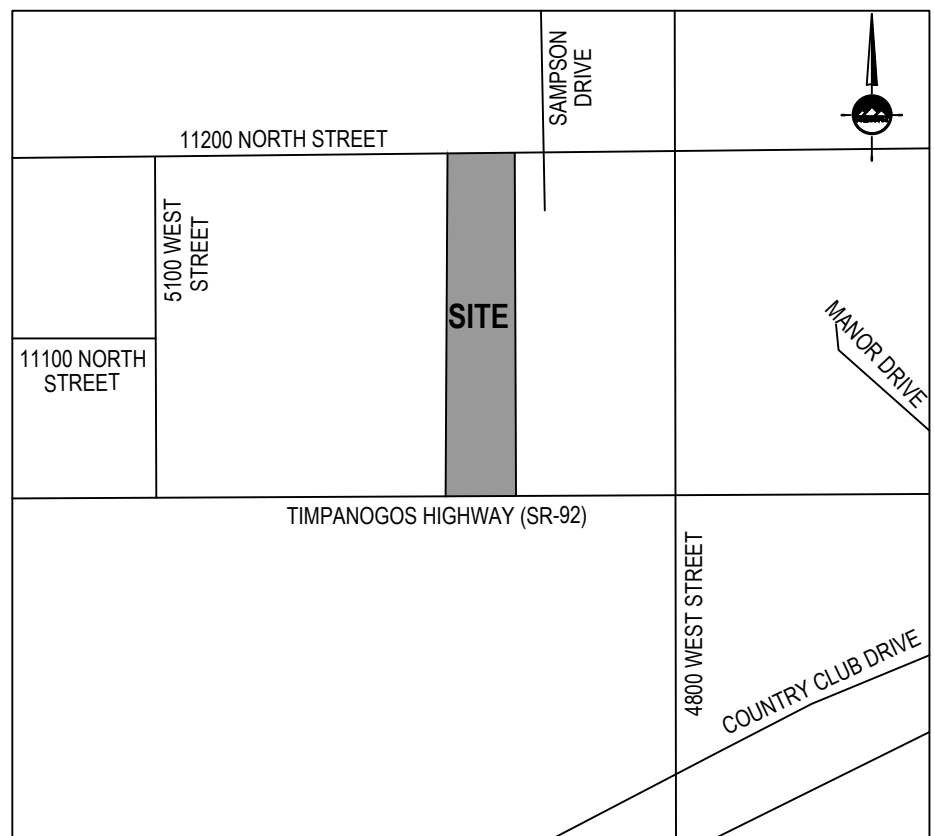 SAMPSON
DRIVE
11200 NORTH STREET
5100 WEST
STREET
SITE
MANOR DRIVE
11100 NORTH
STREET
TIMPANOGOS HIGHWAY (SR-92)
4800 WEST STREET
COUNTRY CLUB DRIVE